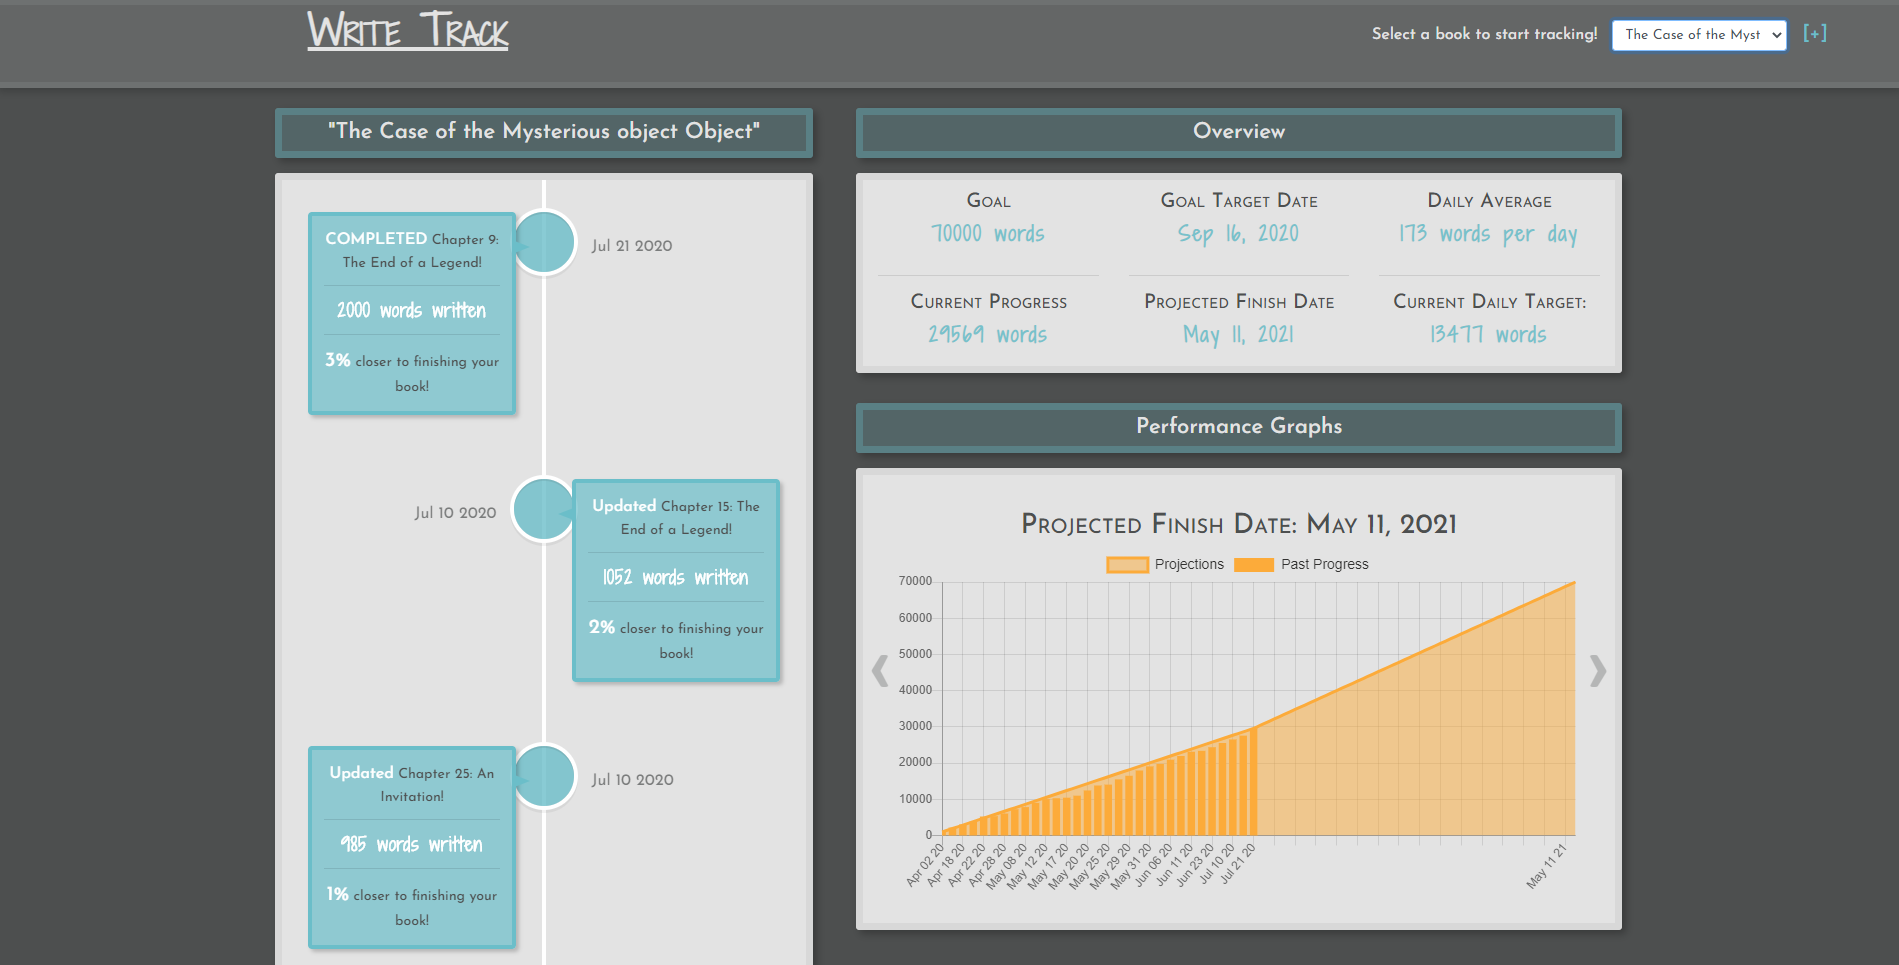 Write Track
Select a book to start tracking!
The Case of the Myst
[+]
"The Case of the Mysterious object Object"
COMPLETED Chapter 9:
The End of a Legend!
2000 words written
3% closer to finishing your
book!
Jul 21 2020
Jul 10 2020
Updated Chapter 15: The
End of a Legend!
1052 words written
2% closer to finishing your
book!
Updated Chapter 25: An
Invitation!
985 words written
1% closer to finishing your
book!
Jul 10 2020
Overview
Goal
70000 words
Goal Target Date
Sep 16, 2020
Daily Average
173 words per day
Current Progress
29569 words
Projected Finish Date
May 11, 2021
Current Daily Target:
13477 words
Performance Graphs
Projected Finish Date: May 11, 2021
Projections
Past Progress
70000
60000
50000
40000
30000
20000
10000
0
Apr 02 20
Apr 18 20
Apr 22 20
Apr 28 20
May 08 20
May 12 20
May 17 20
May 20 20
May 25 20
May 29 20
May 31 20
Jun 06 20
Jun 11 20
Jun 23 20
Jul 10 20
Jul 21 20
May 11 21